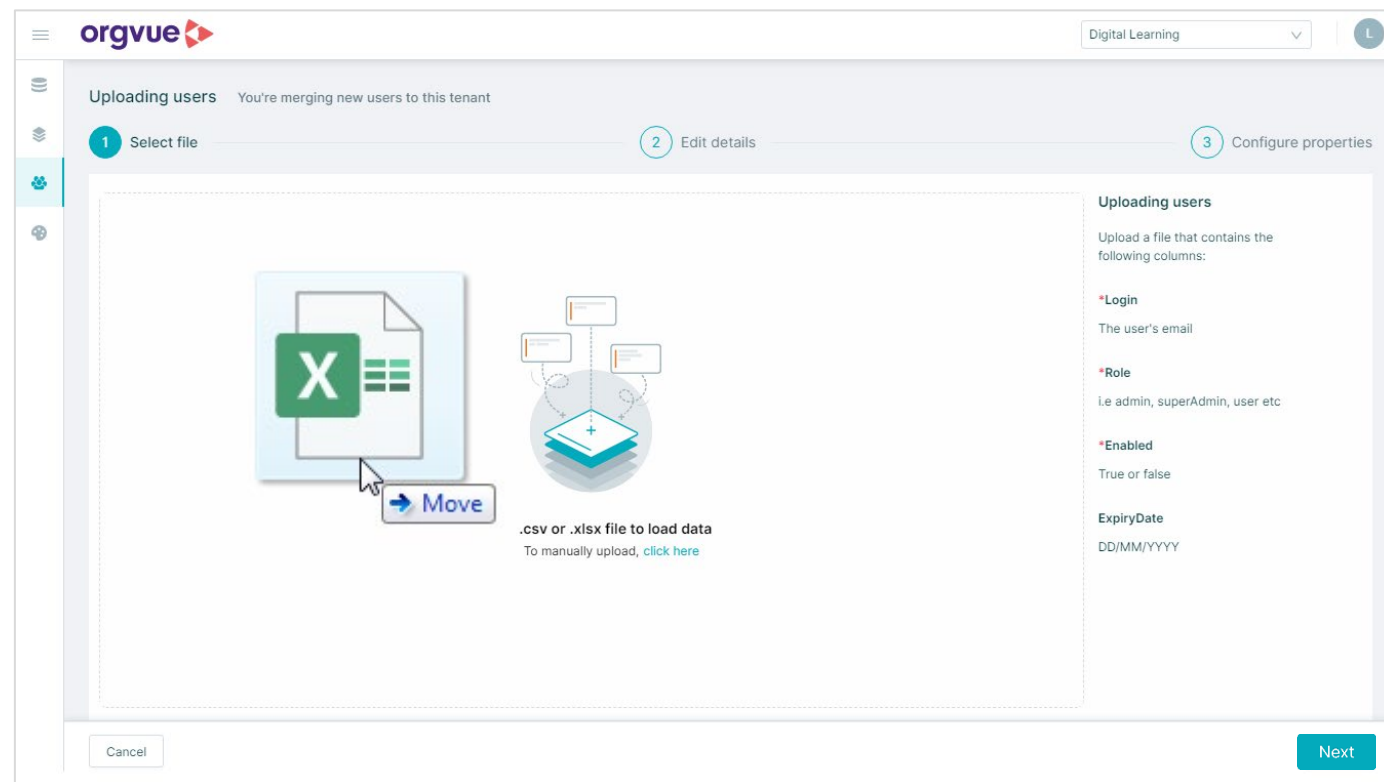 orgvue
Digital Learning
L
Uploading users You're merging new users to this tenant
1 Select file
2 Edit details
3 Configure properties
Uploading users
Upload a file that contains the
following columns:
*Login
The user's email
*Role
i.e admin, superAdmin, user etc
*Enabled
True or false
ExpiryDate
DD/MM/YYYY
X
Move
.csv or .xlsx file to load data
To manually upload, click here
Cancel
Next